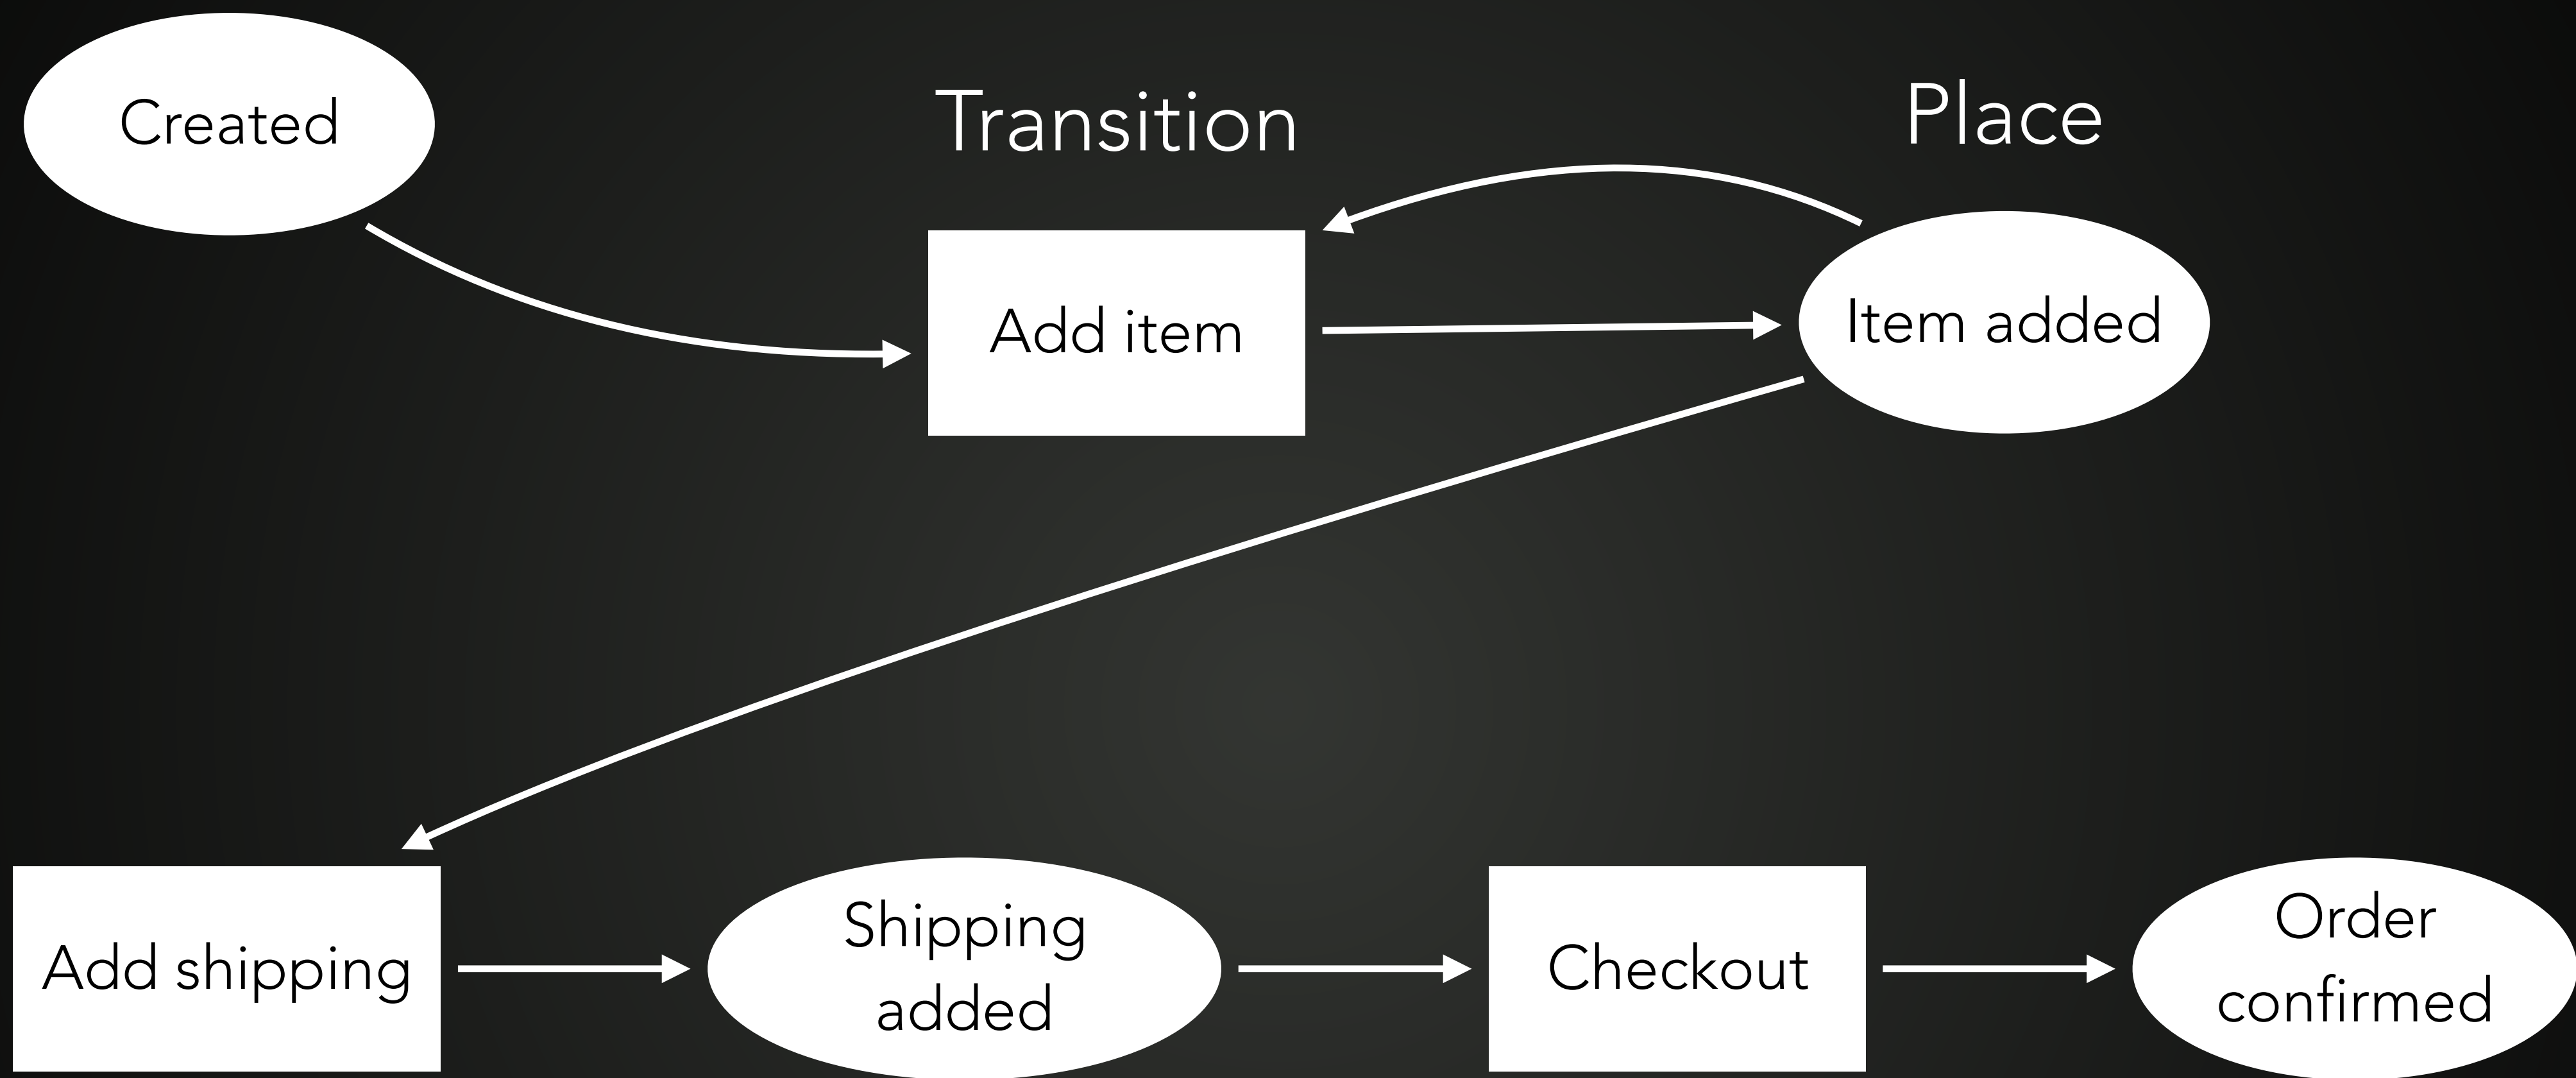 Created
Transition
Place
Add item
Item added
Add shipping
Shipping
added
Checkout
Order
confirmed